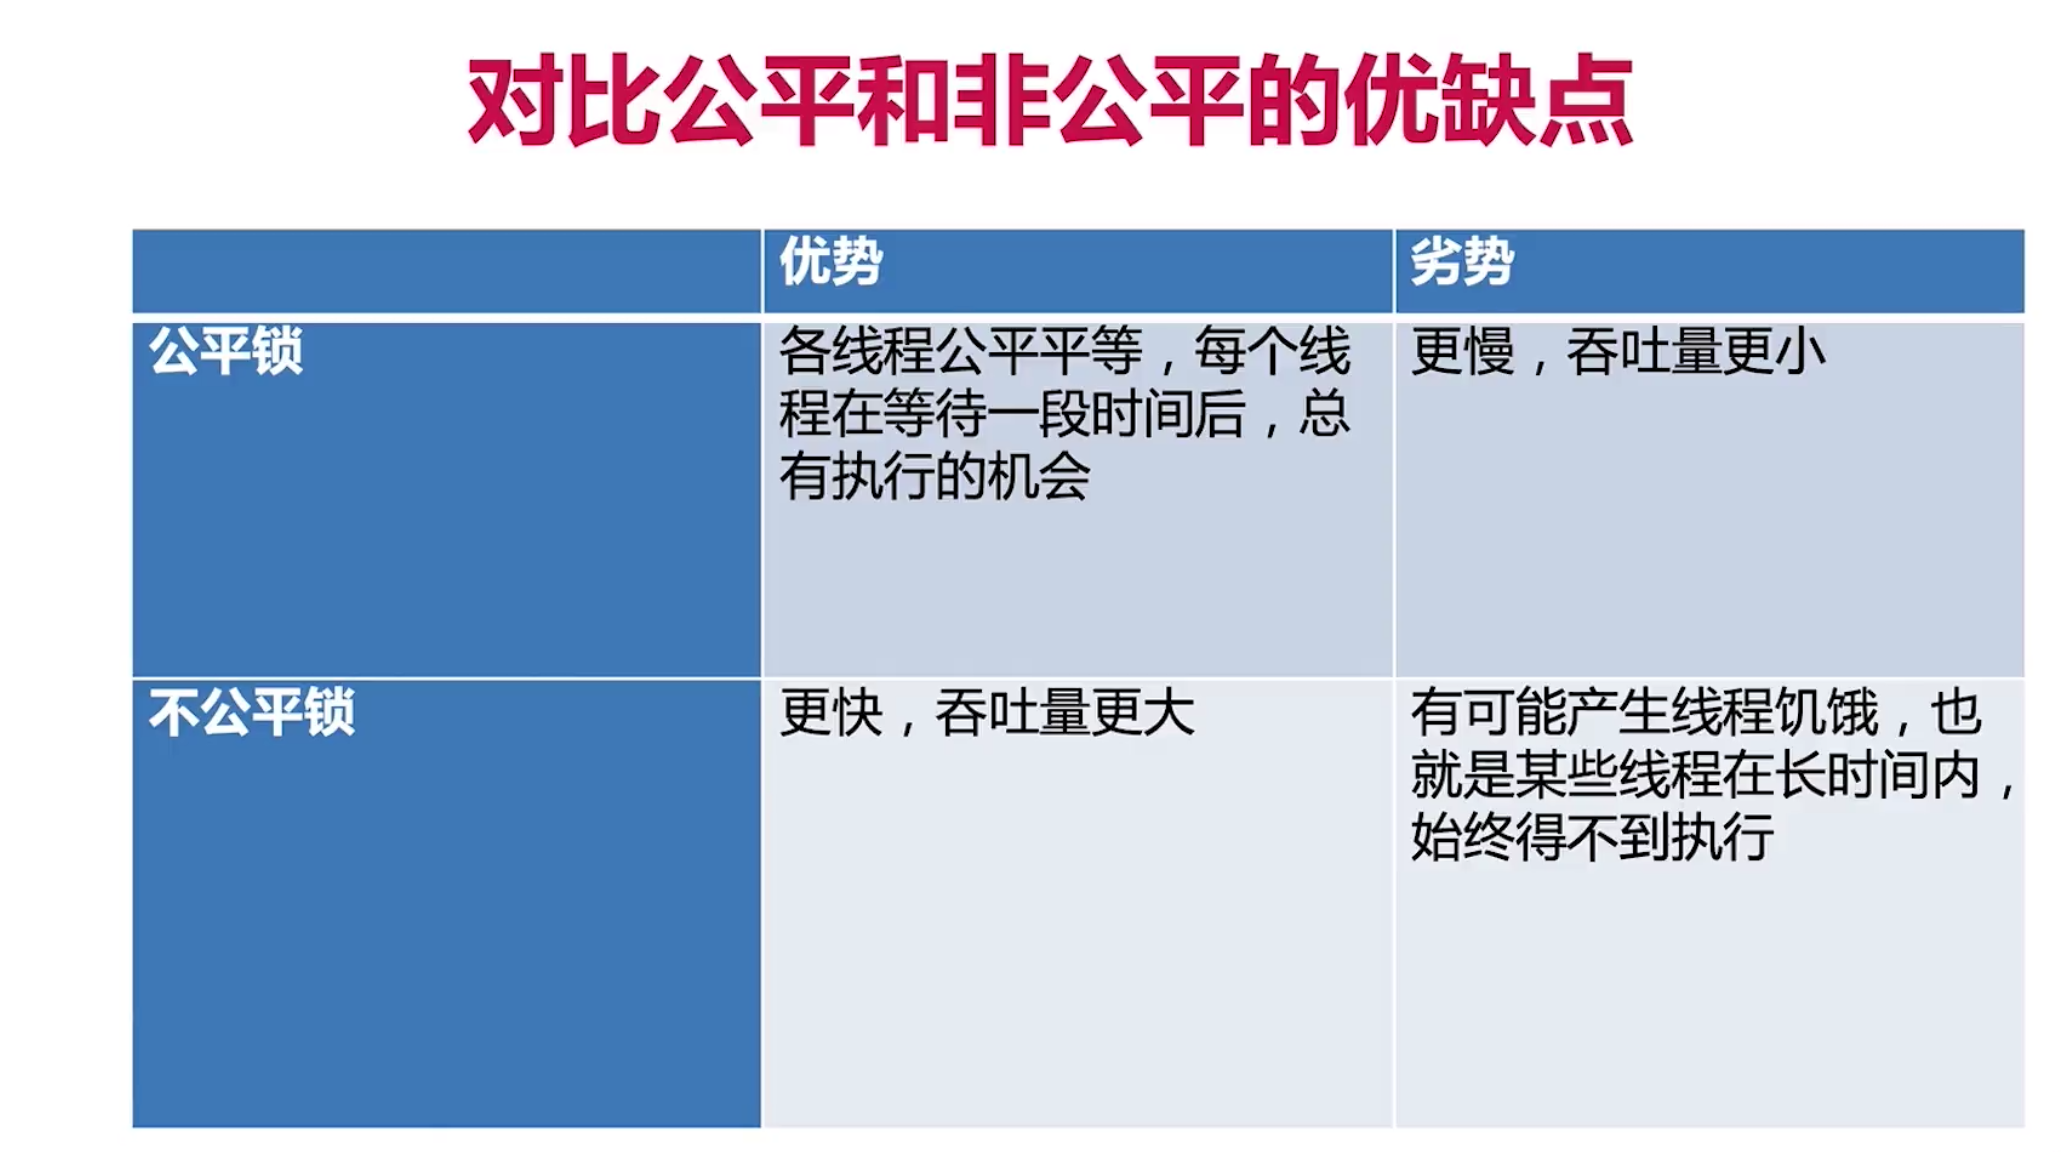 对比公平和非公平的优缺点
优势
劣势
公平锁
各线程公平平等，每个线
程在等待一段时间后，总
有执行的机会
更慢，吞吐量更小
不公平锁
更快，吞吐量更大
有可能产生线程饥饿，也
就是某些线程在长时间内，
始终得不到执行